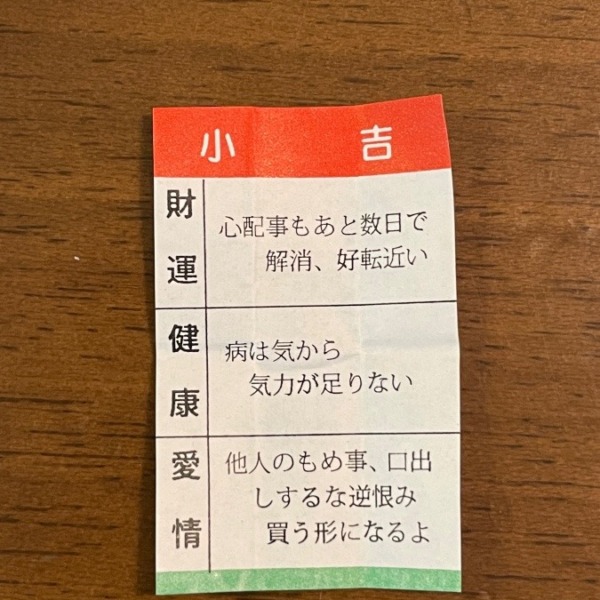 小吉
財運
心配事もあと数日で
解消、好転近い
健康
病は気から
気力が足りない
愛情
他人のもめ事、口出
しするな逆恨み
買う形になるよ